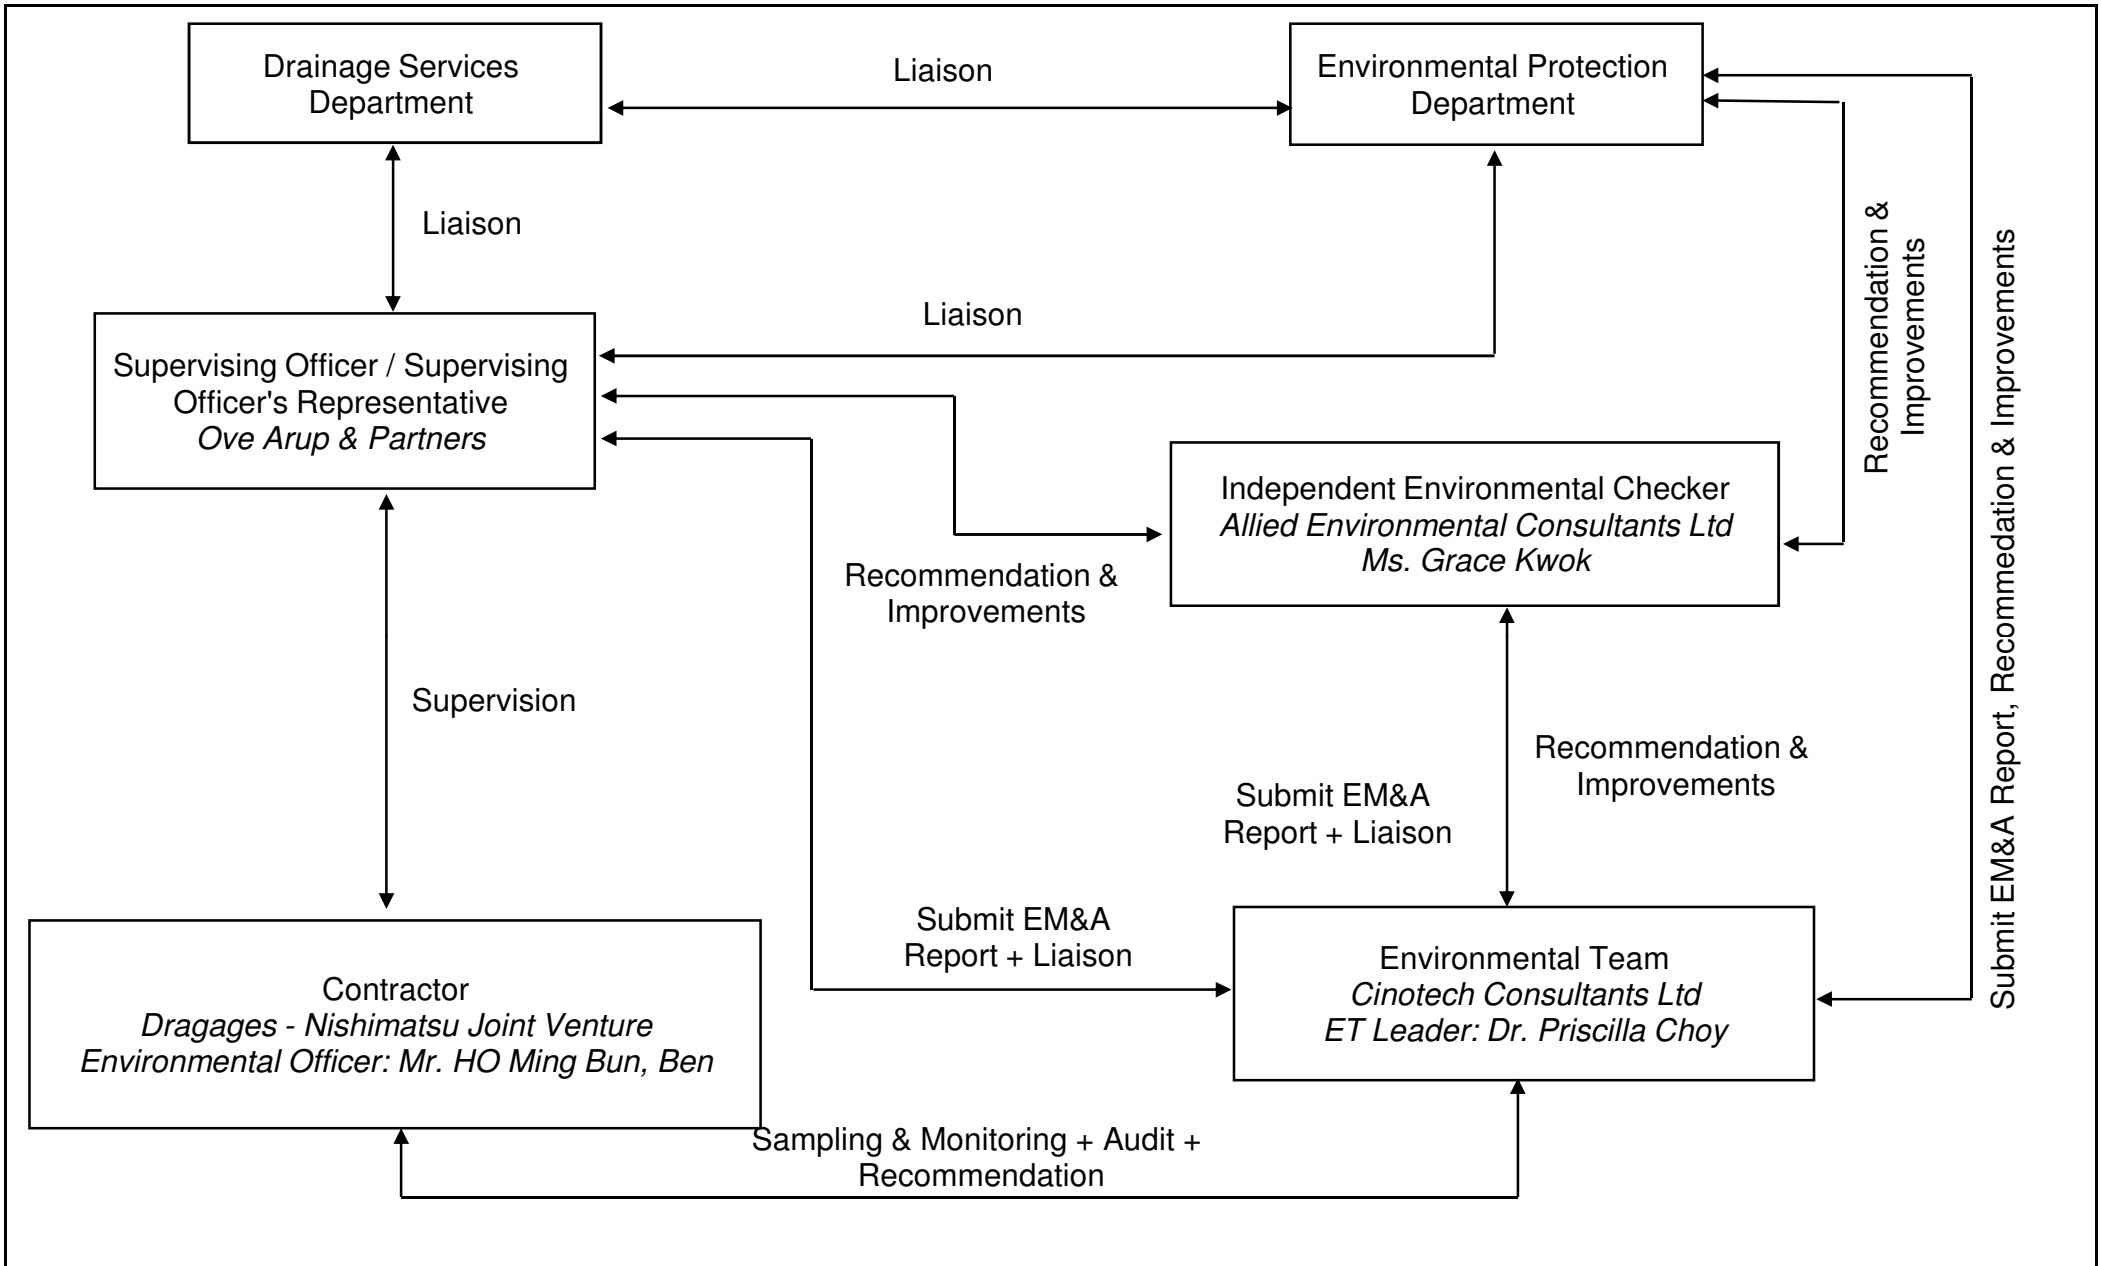 Drainage Services
Department
Liaison
Environmental Protection
Department
Liaison
Recommendation &
Improvements
Submit EM&A Report, Recommedation & Improvements
Liaison
Supervising Officer / Supervising
Officer's Representative
Ove Arup & Partners
Independent Environmental Checker
Allied Environmental Consultants Ltd
Ms. Grace Kwok
Recommendation &
Improvements
Supervision
Recommendation &
Improvements
Submit EM&A
Report + Liaison
Submit EM&A
Report + Liaison
Environmental Team
Cinotech Consultants Ltd
ET Leader: Dr. Priscilla Choy
Contractor
Dragages - Nishimatsu Joint Venture
Environmental Officer: Mr. HO Ming Bun, Ben
Sampling & Monitoring + Audit +
Recommendation